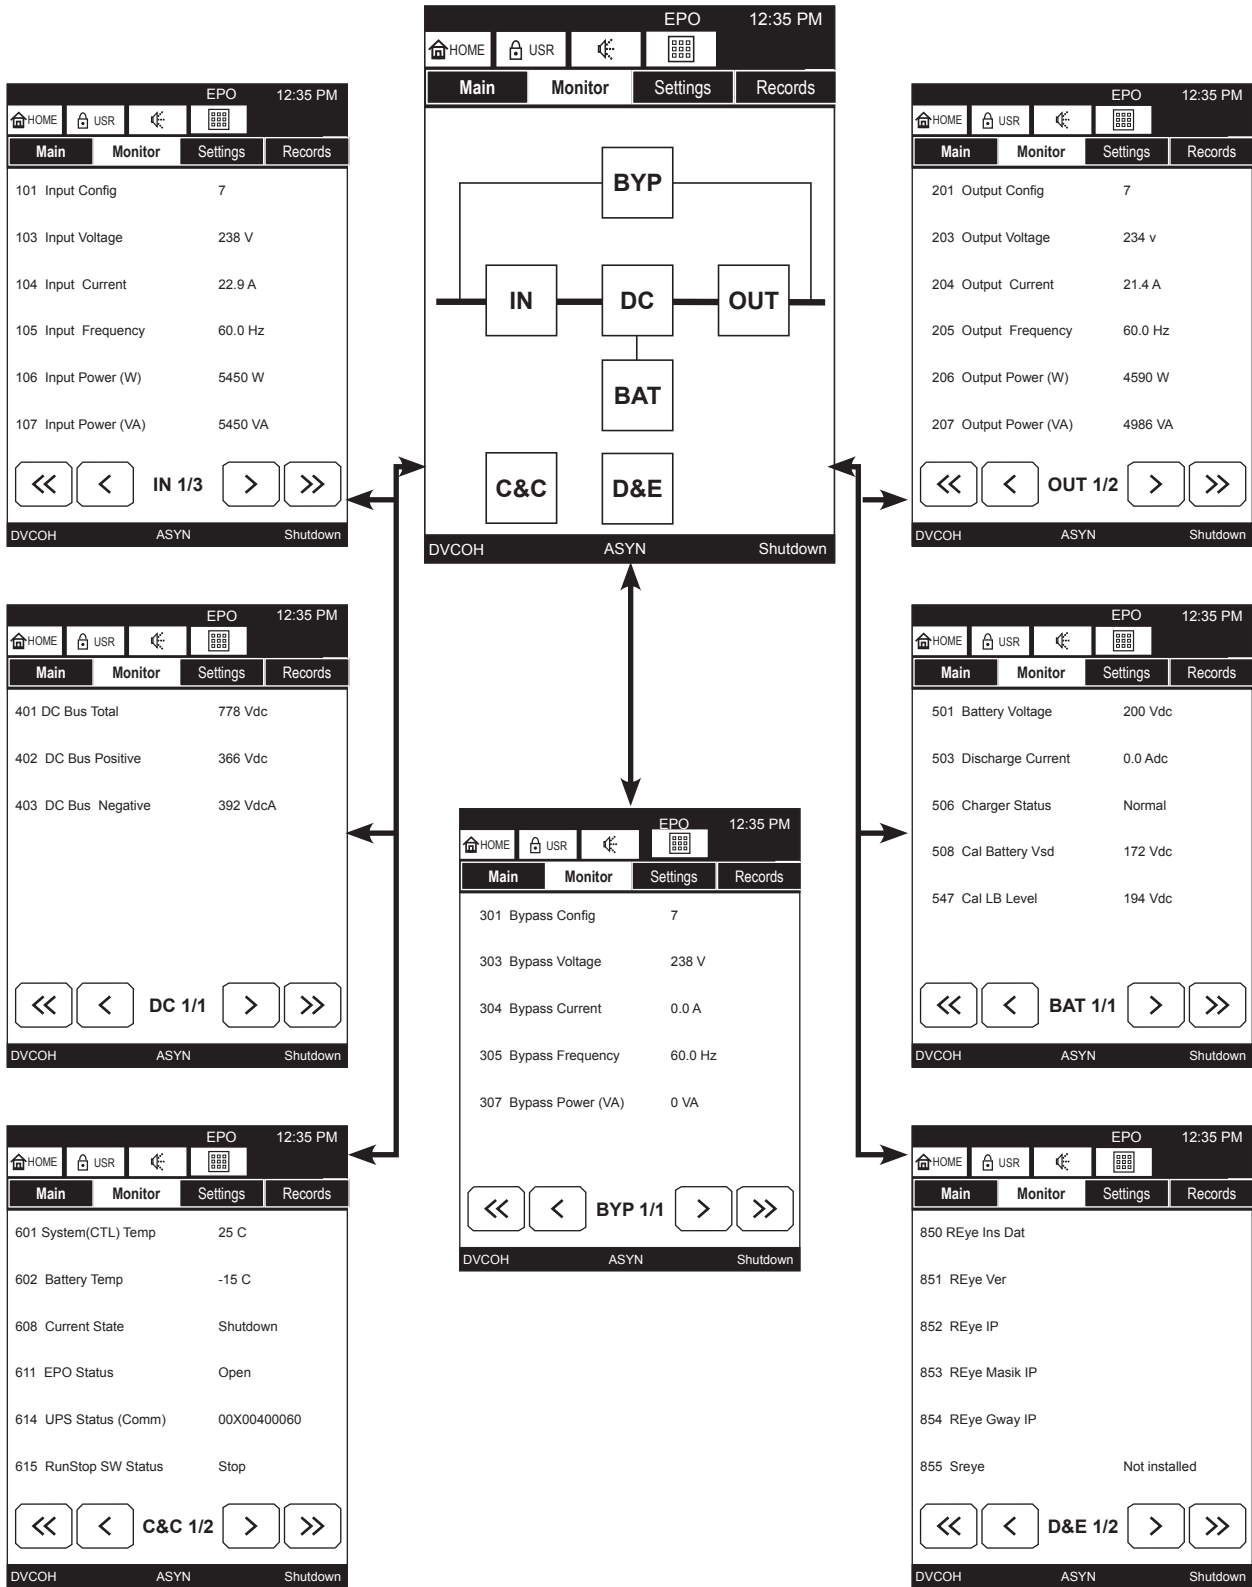 EPO 12:35 PM
HOME USR
Main Monitor Settings Records
BYP
IN DC OUT
BAT
C&C D&E
DVCOH ASYN Shutdown
EPO 12:35 PM
HOME USR
Main Monitor Settings Records
101 Input Config 7
103 Input Voltage 238 V
104 Input Current 22.9 A
105 Input Frequency 60.0 Hz
106 Input Power (W) 5450 W
107 Input Power (VA) 5450 VA
<< < IN 1/3 > >>
DVCOH ASYN Shutdown
EPO 12:35 PM
HOME USR
Main Monitor Settings Records
201 Output Config 7
203 Output Voltage 234 v
204 Output Current 21.4 A
205 Output Frequency 60.0 Hz
206 Output Power (W) 4590 W
207 Output Power (VA) 4986 VA
<< < OUT 1/2 > >>
DVCOH ASYN Shutdown
EPO 12:35 PM
HOME USR
Main Monitor Settings Records
401 DC Bus Total 778 Vdc
402 DC Bus Positive 366 Vdc
403 DC Bus Negative 392 VdcA
<< < DC 1/1 > >>
DVCOH ASYN Shutdown
EPO 12:35 PM
HOME USR
Main Monitor Settings Records
501 Battery Voltage 200 Vdc
503 Discharge Current 0.0 Adc
506 Charger Status Normal
508 Cal Battery Vsd 172 Vdc
547 Cal LB Level 194 Vdc
<< < BAT 1/1 > >>
DVCOH ASYN Shutdown
EPO 12:35 PM
HOME USR
Main Monitor Settings Records
301 Bypass Config 7
303 Bypass Voltage 238 V
304 Bypass Current 0.0 A
305 Bypass Frequency 60.0 Hz
307 Bypass Power (VA) 0 VA
<< < BYP 1/1 > >>
DVCOH ASYN Shutdown
EPO 12:35 PM
HOME USR
Main Monitor Settings Records
601 System(CTL) Temp 25 C
602 Battery Temp -15 C
608 Current State Shutdown
611 EPO Status Open
614 UPS Status (Comm) 00X00400060
615 RunStop SW Status Stop
<< < C&C 1/2 > >>
DVCOH ASYN Shutdown
EPO 12:35 PM
HOME USR
Main Monitor Settings Records
850 REye Ins Dat
851 REye Ver
852 REye IP
853 REye Masik IP
854 REye Gway IP
855 Sreye Not installed
<< < D&E 1/2 > >>
DVCOH ASYN Shutdown